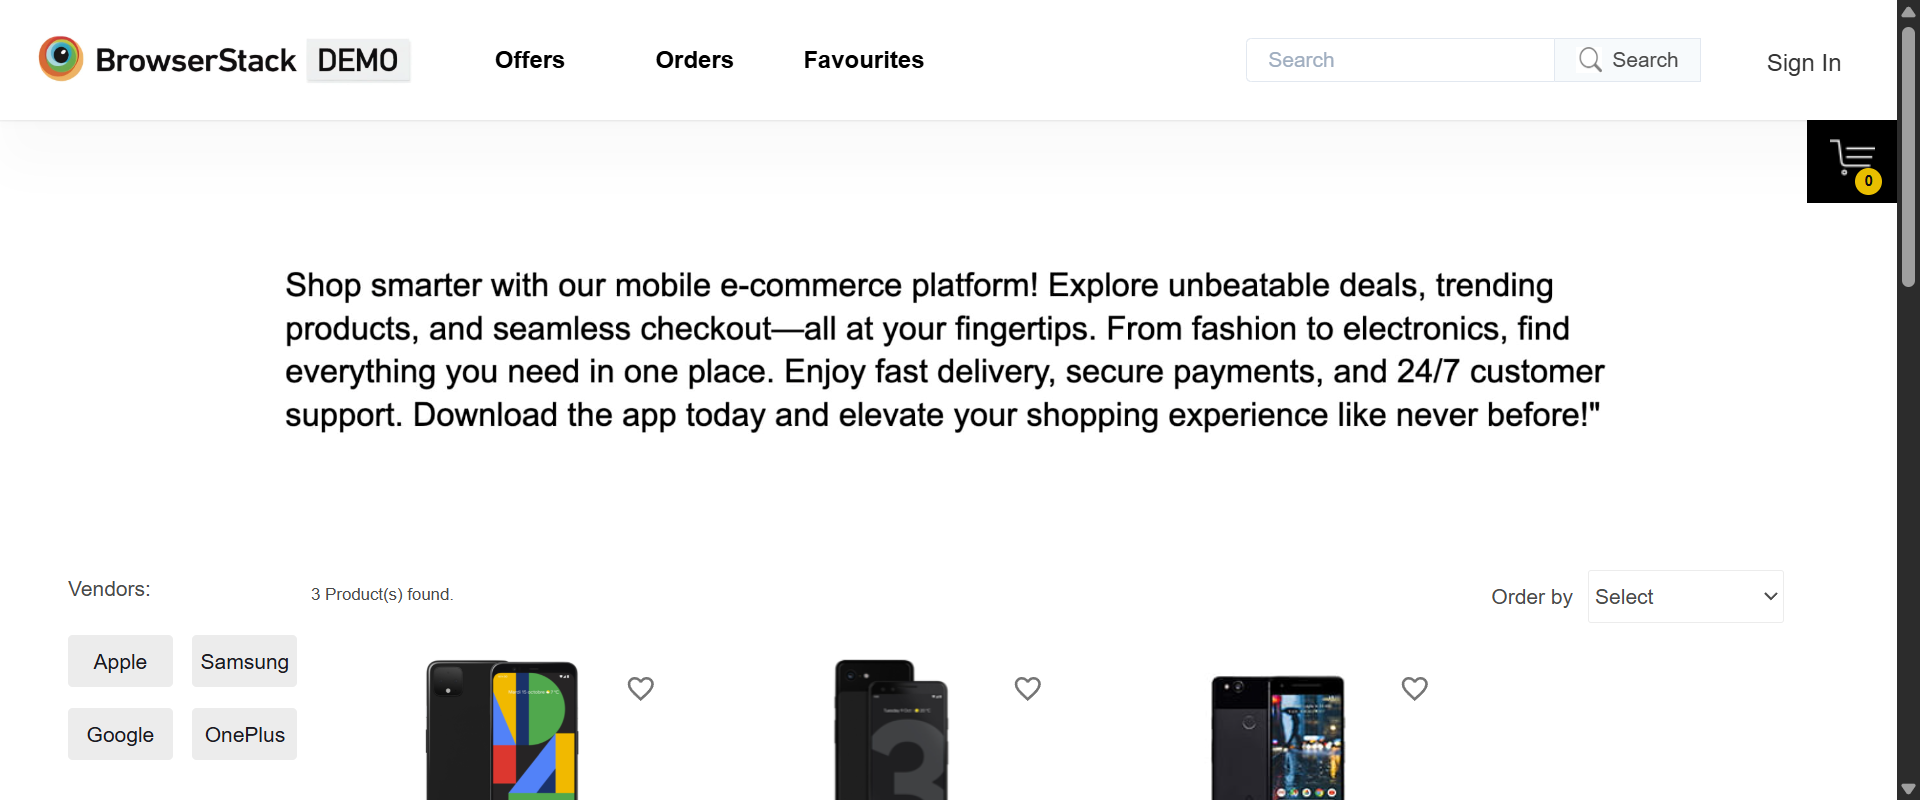 BrowserStack DEMO
Offers
Orders
Favourites
Search
Search
Sign In
0
Shop smarter with our mobile e-commerce platform! Explore unbeatable deals, trending
products, and seamless checkout—all at your fingertips. From fashion to electronics, find
everything you need in one place. Enjoy fast delivery, secure payments, and 24/7 customer
support. Download the app today and elevate your shopping experience like never before!"
Vendors:
3 Product(s) found.
Order by
Select
Apple
Samsung
Google
OnePlus
3